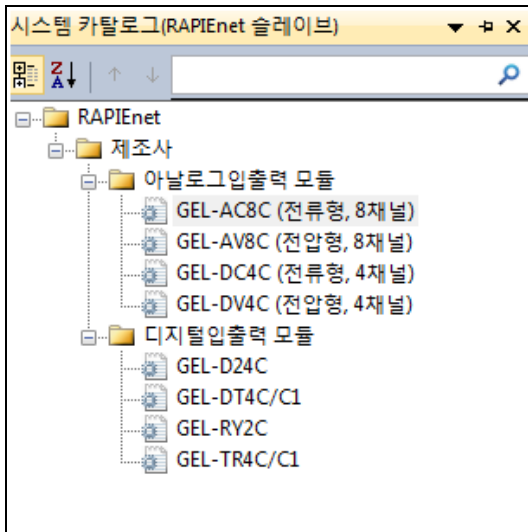 시스템 카탈로그(RAPIEnet 슬레이브)
RAPIEnet
제조사
아날로그입출력 모듈
GEL-AC8C (전류형, 8채널)
GEL-AV8C (전압형, 8채널)
GEL-DC4C (전류형, 4채널)
GEL-DV4C (전압형, 4채널)
디지털입출력 모듈
GEL-D24C
GEL-DT4C/C1
GEL-RY2C
GEL-TR4C/C1